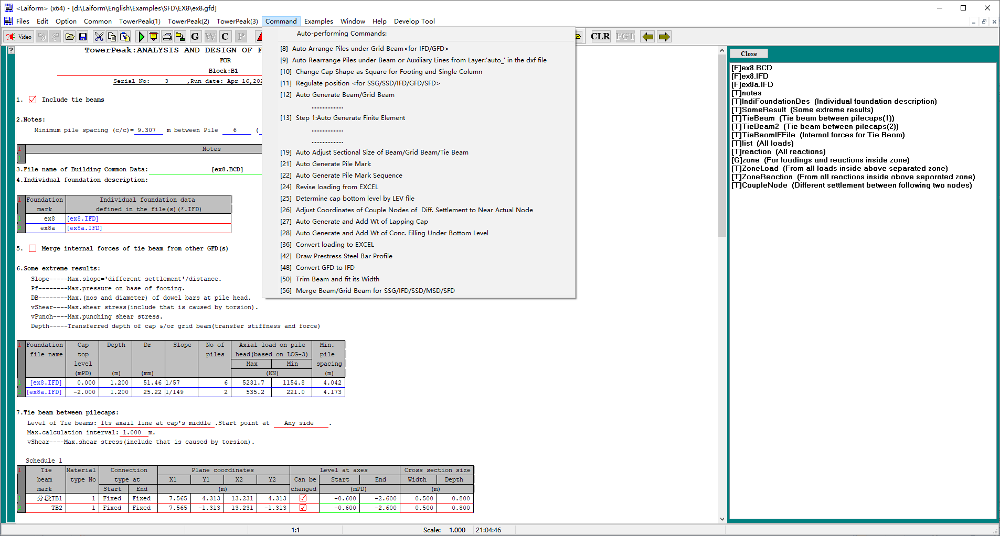 <Laiform> (x64) - [d:\Laiform\English\Examples\SFD\EX8\ex8.gfd]
Files Edit Option Common TowerPeak(1) TowerPeak(2) TowerPeak(3) Command Examples Window Help Develop Tool
Video G W C P CLR FGT
Auto-performing Commands:
[8] Auto Arrange Piles under Grid Beam<for IFD/GFD>
[9] Auto Rearrange Piles under Beam or Auxiliary Lines from Layer:'auto_' in the dxf file
[10] Change Cap Shape as Square for Footing and Single Column
[11] Regulate position <for SSG/SSD/IFD/GFD/SFD>
[12] Auto Generate Beam/Grid Beam
....................
[13] Step 1:Auto Generate Finite Element
....................
....................
[19] Auto Adjust Sectional Size of Beam/Grid Beam/Tie Beam
[21] Auto Generate Pile Mark
[22] Auto Generate Pile Mark Sequence
[24] Revise loading from EXCEL
[25] Determine cap bottom level by LEV file
[26] Adjust Coordinates of Couple Nodes of  Diff. Settlement to Near Actual Node
[27] Auto Generate and Add Wt of Lapping Cap
[28] Auto Generate and Add Wt of Conc. Filling Under Bottom Level
[36] Convert loading to EXCEL
[42] Draw Prestress Steel Bar Profile
[48] Convert GFD to IFD
[50] Trim Beam and fit its Width
[56] Merge Beam/Grid Beam for SSG/IFD/SSD/MSD/SFD
?
TowerPeak:ANALYSIS AND DESIGN OF F
FOR
Block:B1
Serial No: 3 ,Run date: Apr 16,202
1. Include tie beams
2.Notes:
Minimum pile spacing (c/c)= 9.307 m between Pile 6 (
1 Notes
1
3.File name of Building Common Data: [ex8.BCD]
4.Individual foundation description:
1 Foundation Individual foundation data
mark defined in the file(s)(*.IFD)
1 ex8 [ex8.IFD]
2 ex8a [ex8a.IFD]
5. Merge internal forces of tie beam from other GFD(s)
6.Some extreme results:
Slope-----Max.slope='different settlement'/distance.
Pf--------Max.pressure on base of footing.
DB--------Max.(nos and diameter) of dowel bars at pile head.
vShear----Max.shear stress(include that is caused by torsion).
vPunch----Max.punching shear stress.
Depth-----Transferred depth of cap &/or grid beam(transfer stiffness and force)
1 Foundation Cap Depth Dr Slope No of Axial load on pile Min.
file name top piles head(based on LCG-3) pile
level Max Min spacing
(mPD) (m) (mm) (KN) (m)
1 [ex8.IFD] 0.000 1.200 51.46 1/57 6 5231.7 1154.8 4.042
2 [ex8a.IFD] -2.000 1.200 25.22 1/149 2 535.2 221.0 4.173
7.Tie beam between pilecaps:
Level of Tie beams: Its axail line at cap's middle .Start point at Any side .
Max.calculation interval: 1.000 m.
vShear----Max.shear stress(include that is caused by torsion).
Schedule 1
1 Tie Material Connection Plane coordinates Level at axes Cross section size
beam type No type at X1 Y1 X2 Y2 Can be Start End Width Depth
mark Start End (m) changed (mPD) (m)
1 分段TB1 1 Fixed Fixed 7.565 4.313 13.231 4.313 -0.600 -2.600 0.500 0.800
2 TB2 1 Fixed Fixed 7.565 -1.313 13.231 -1.313 -0.600 -2.600 0.500 0.800
Close
[F]ex8.BCD
[F]ex8.IFD
[F]ex8a.IFD
[T]notes
[T]IndiFoundationDes (Individual foundation description)
[T]SomeResult (Some extreme results)
[T]TieBeam (Tie beam between pilecaps(1))
[T]TieBeam2 (Tie beam between pilecaps(2))
[T]TieBeamIFFile (Internal forces for Tie Beam)
[T]list (All loads)
[T]reaction (All reactions)
[G]zone (For loadings and reactions inside zone)
[T]ZoneLoad (From all loads inside above separated zone)
[T]ZoneReaction (From all reactions inside above separated zone)
[T]CoupleNode (Different settlement between following two nodes)
1:1 Scale: 1.000 21:04:46